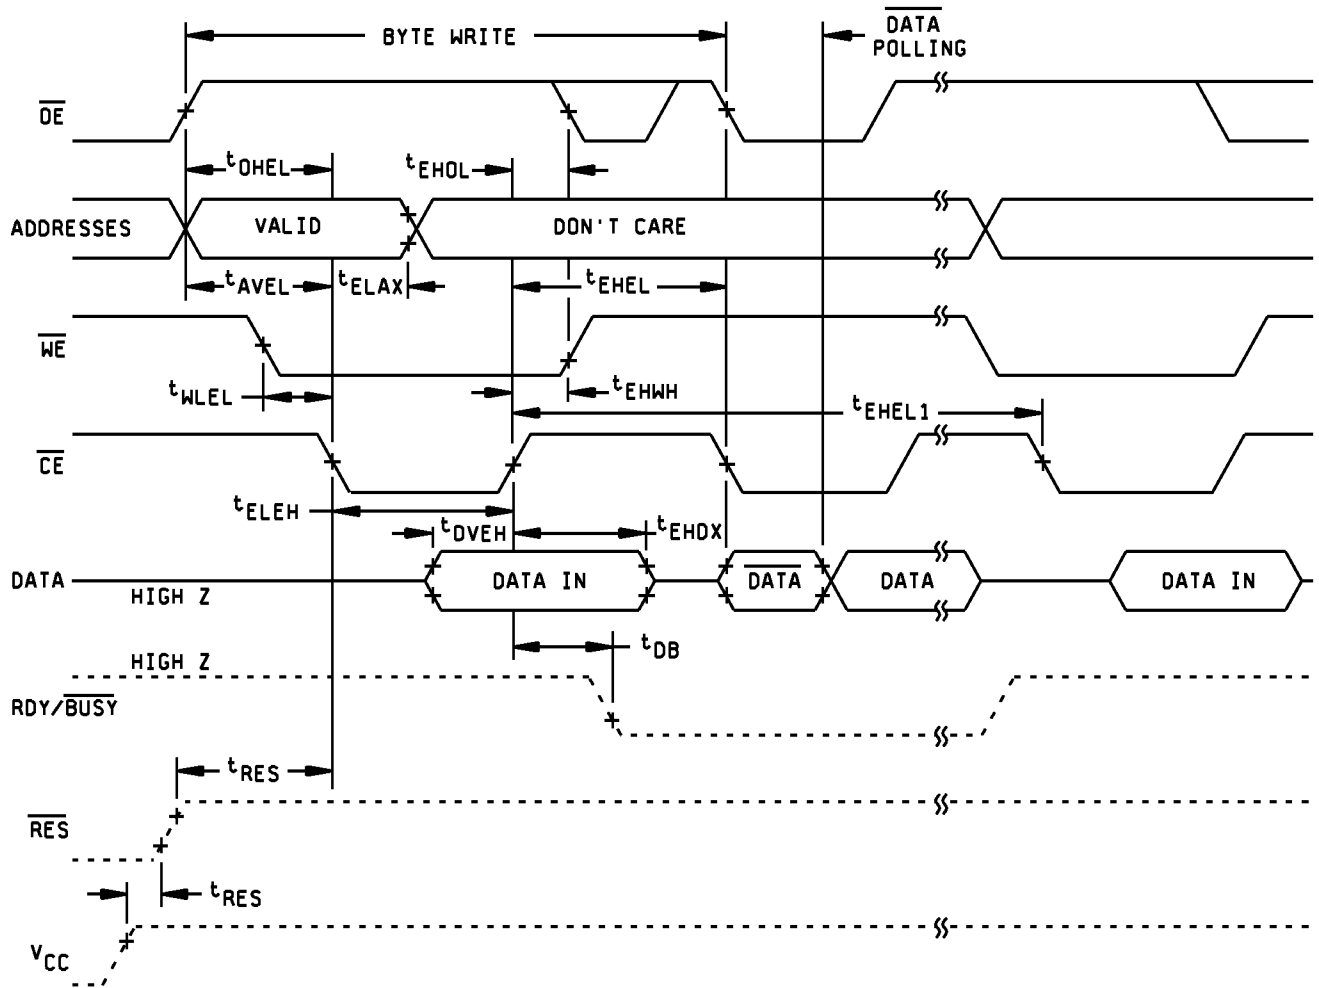 DATA
BYTE WRITE
POLLING
OE
tOHEL
tEHOL
ADDRESSES
VALID
DON'T CARE
tAVEL
tELAX
tEHEL
WE
tWLEL
tEHWH
tEHEL1
CE
tELEH
tDVEH
tEHDX
DATA
DATA IN
DATA
DATA
DATA IN
HIGH Z
tDB
HIGH Z
RDY/BUSY
tRES
RES
tRES
VCC